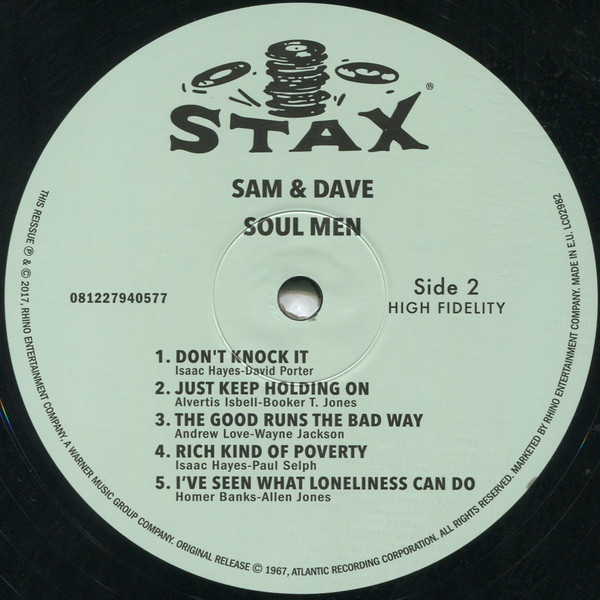 STAX®
SAM & DAVE
SOUL MEN
081227940577
Side 2
HIGH FIDELITY
1. DON'T KNOCK IT
Isaac Hayes-David Porter
2. JUST KEEP HOLDING ON
Alvertis Isbell-Booker T. Jones
3. THE GOOD RUNS THE BAD WAY
Andrew Love-Wayne Jackson
4. RICH KIND OF POVERTY
Isaac Hayes-Paul Selph
5. I'VE SEEN WHAT LONELINESS CAN DO
Homer Banks-Allen Jones
THIS REISSUE ℗ & © 2017, RHINO ENTERTAINMENT COMPANY, A WARNER MUSIC GROUP COMPANY. ORIGINAL RELEASE © 1967, ATLANTIC RECORDING CORPORATION. ALL RIGHTS RESERVED. MARKETED BY RHINO ENTERTAINMENT COMPANY. MADE IN E.U. LC02982